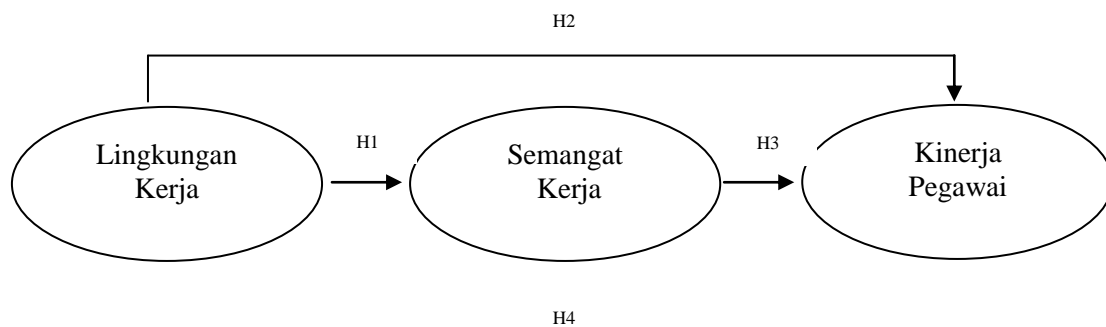 H2
Lingkungan
Kerja
H1
Semangat
Kerja
H3
Kinerja
Pegawai
H4